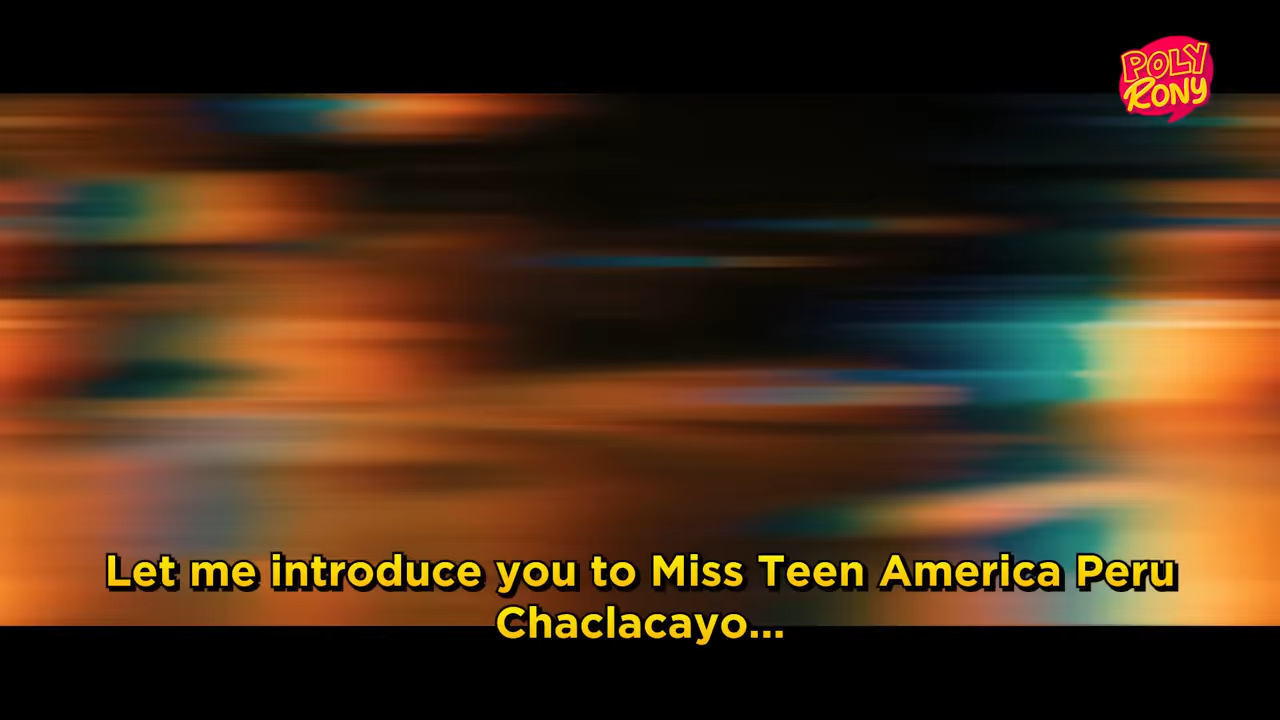 POLY
RONY
Let me introduce you to Miss Teen America Peru
Chaclacayo...